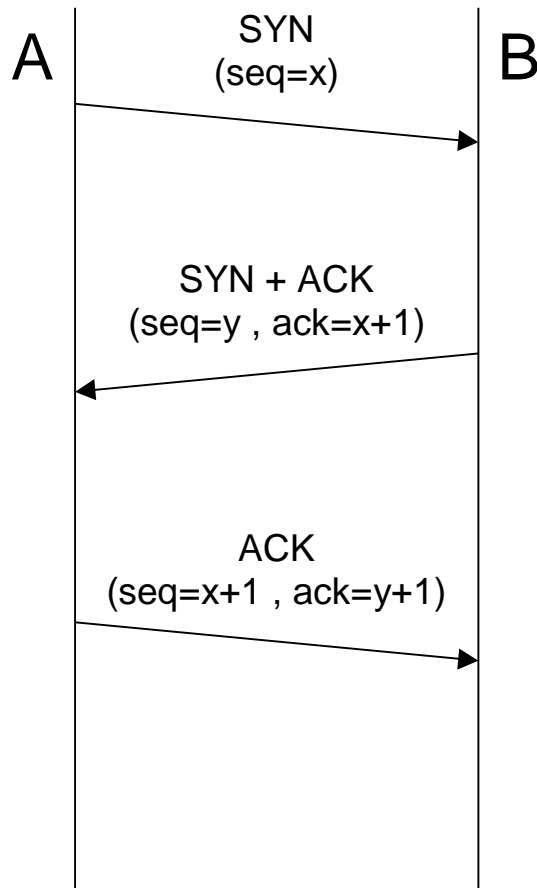 A
B
SYN
(seq=x)
SYN + ACK
(seq=y , ack=x+1)
ACK
(seq=x+1 , ack=y+1)